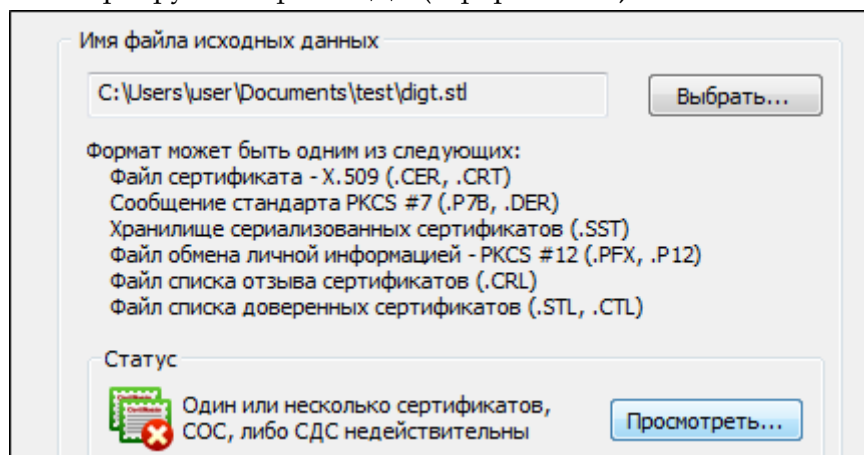 Имя файла исходных данных
C:\Users\user\Documents\test\digt.stl
Выбрать...
Формат может быть одним из следующих:
Файл сертификата - X.509 (.CER, .CRT)
Сообщение стандарта PKCS #7 (.P7B, .DER)
Хранилище сериализованных сертификатов (.SST)
Файл обмена личной информацией - PKCS #12 (.PFX, .P12)
Файл списка отзыва сертификатов (.CRL)
Файл списка доверенных сертификатов (.STL, .CTL)
Статус
Один или несколько сертификатов,
СОС, либо СДС недействительны
Просмотреть...